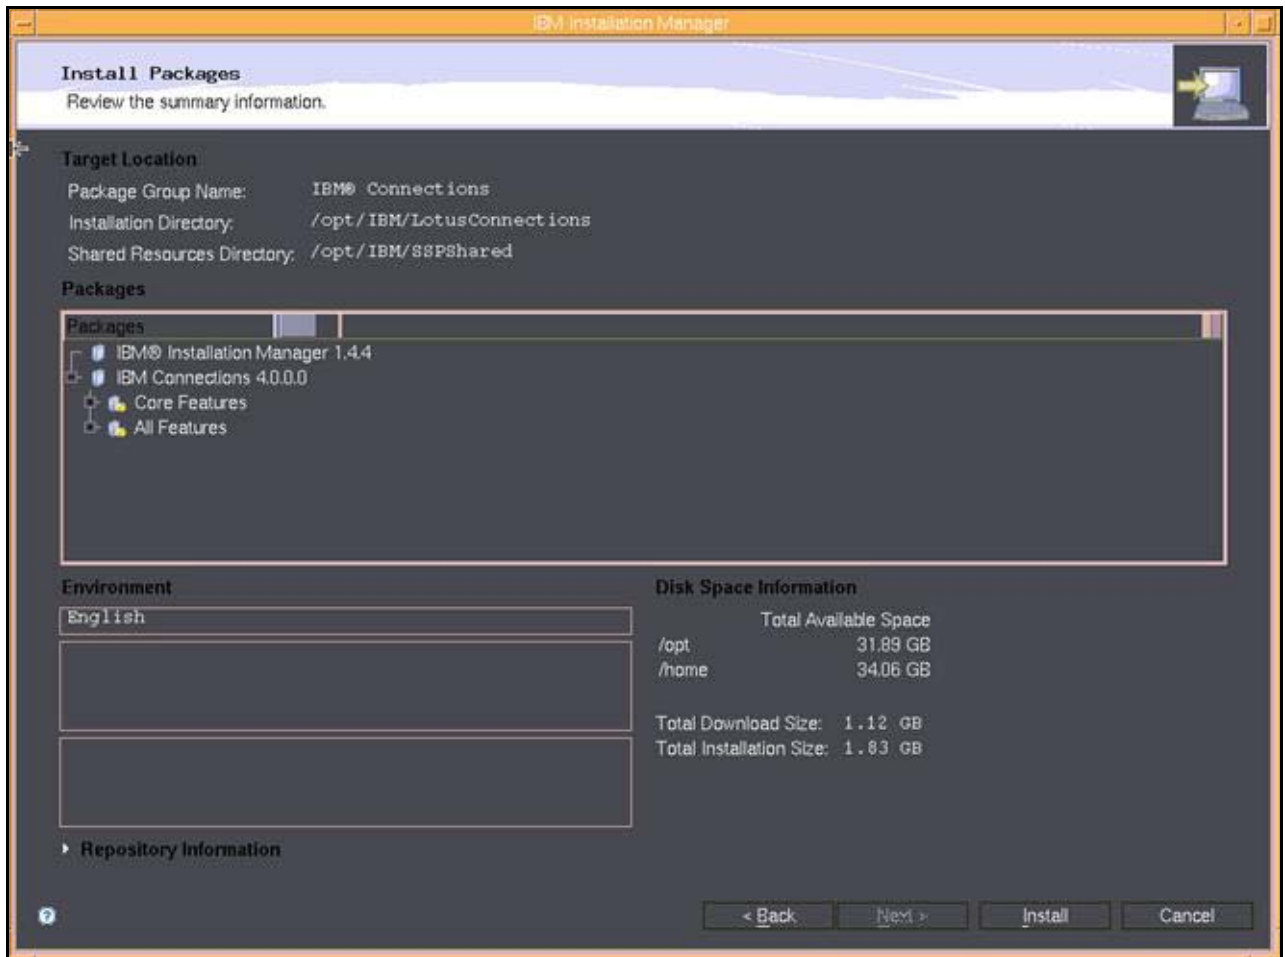 IBM Installation Manager
Install Packages
Review the summary information.
Target Location
Package Group Name: IBM® Connections
Installation Directory: /opt/IBM/LotusConnections
Shared Resources Directory: /opt/IBM/SSPShared
Packages
Packages
IBM® Installation Manager 1.4.4
IBM Connections 4.0.0.0
Core Features
All Features
Environment
English
Disk Space Information
Total Available Space
/opt 31.89 GB
/home 34.06 GB
Total Download Size: 1.12 GB
Total Installation Size: 1.83 GB
Repository Information
< Back Next > Install Cancel